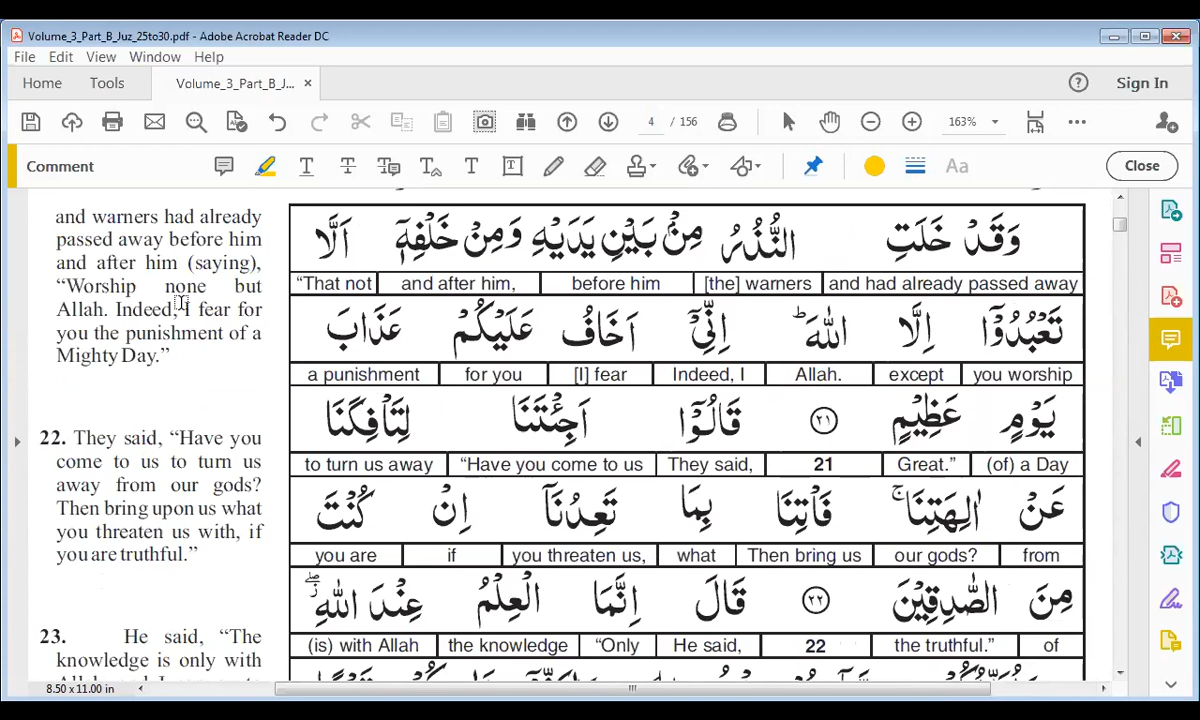 Volume_3_Part_B_Juz_25to30.pdf - Adobe Acrobat Reader DC
File Edit View Window Help
Home Tools Volume_3_Part_B_J... × Sign In
4 / 156 163%
Comment Aa Close
and warners had already
passed away before him
and after him (saying),
“Worship none but
Allah. Indeed, I fear for
you the punishment of a
Mighty Day.”
22. They said, “Have you
come to us to turn us
away from our gods?
Then bring upon us what
you threaten us with, if
you are truthful.”
23. He said, “The
knowledge is only with
وَقَدْ خَلَتِ النُّذُرُ مِنْۢ بَيْنِ يَدَيْهِ وَمِنْ خَلْفِهٖۤ اَلَّا
“That not and after him, before him [the] warners and had already passed away
تَعْبُدُوْۤا اِلَّا اللّٰهَ ؕ اِنِّيْۤ اَخَافُ عَلَيْكُمْ عَذَابَ
a punishment for you [I] fear Indeed, I Allah. except you worship
يَوْمٍ عَظِيْمٍ ٢١ قَالُوْۤا اَجِئْتَنَا لِتَاْفِكَنَا
to turn us away “Have you come to us They said, 21 Great.” (of) a Day
عَنْ اٰلِهَتِنَا ۚ فَاْتِنَا بِمَا تَعِدُنَاۤ اِنْ كُنْتَ
you are if you threaten us, what Then bring us our gods? from
مِنَ الصّٰدِقِيْنَ ٢٢ قَالَ اِنَّمَا الْعِلْمُ عِنْدَ اللّٰهِ ۖ ز
(is) with Allah the knowledge “Only He said, 22 the truthful.” of
8.50 x 11.00 in